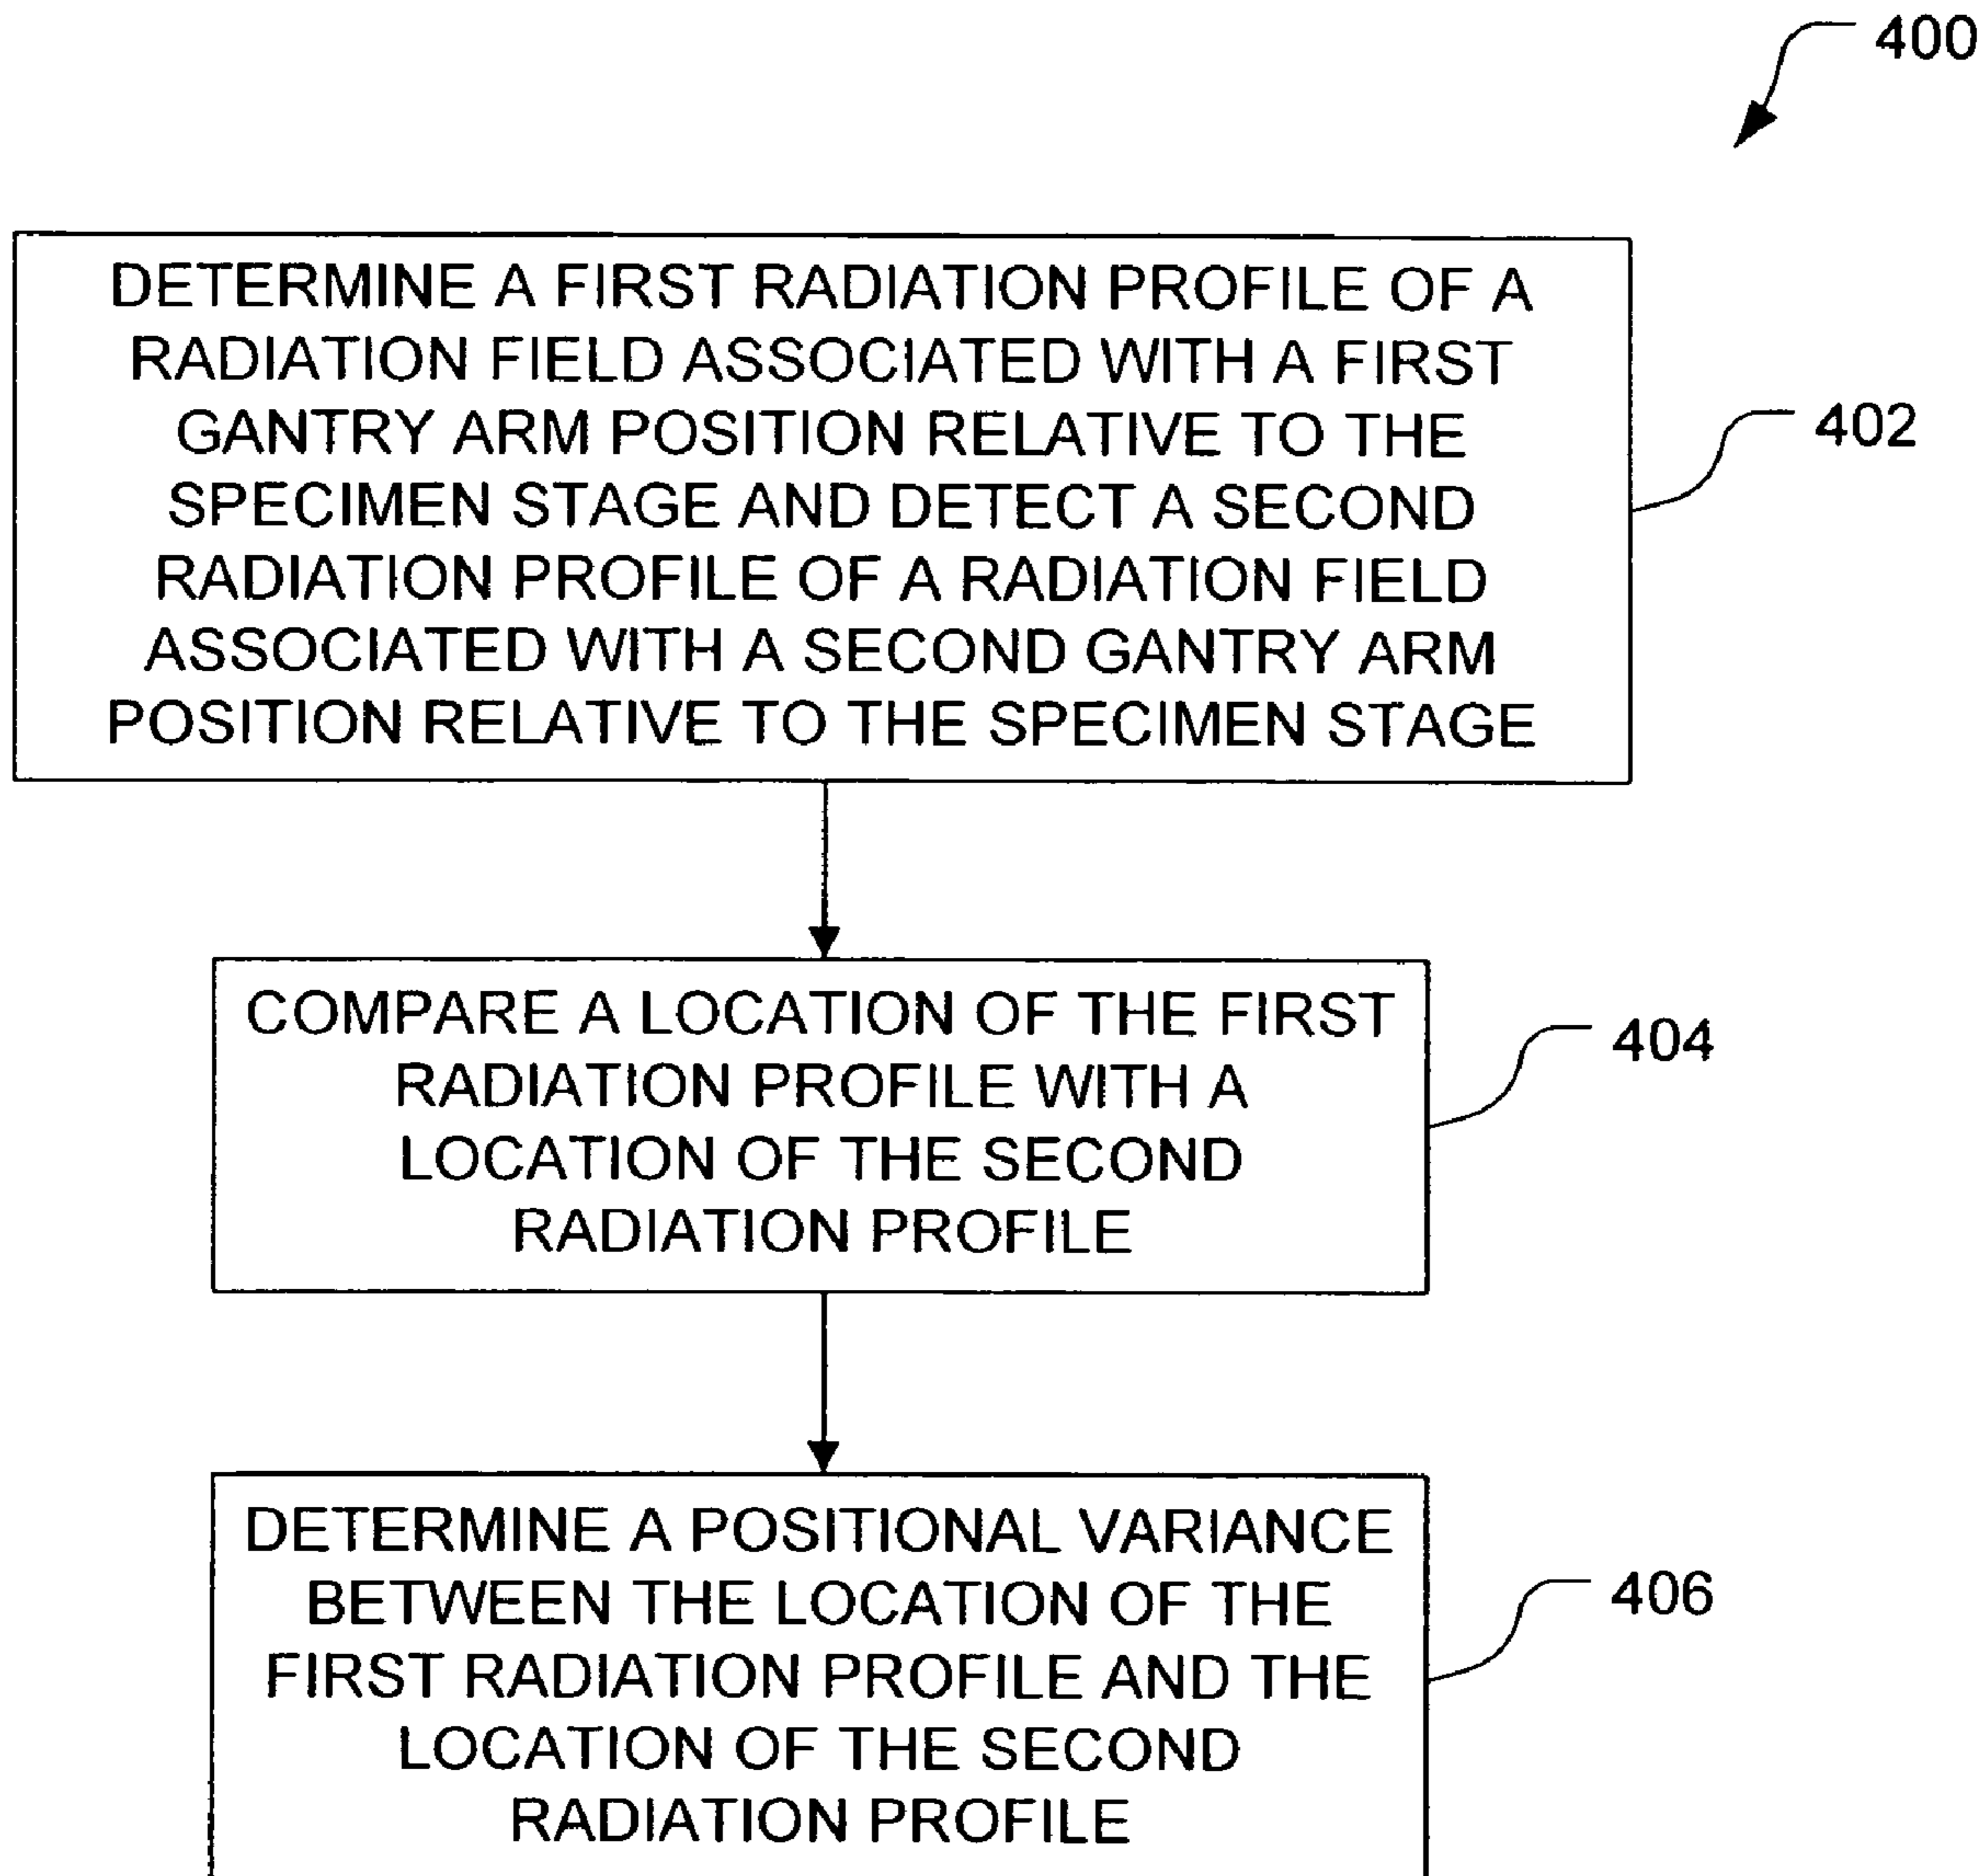 400
DETERMINE A FIRST RADIATION PROFILE OF A
RADIATION FIELD ASSOCIATED WITH A FIRST
GANTRY ARM POSITION RELATIVE TO THE
SPECIMEN STAGE AND DETECT A SECOND
RADIATION PROFILE OF A RADIATION FIELD
ASSOCIATED WITH A SECOND GANTRY ARM
POSITION RELATIVE TO THE SPECIMEN STAGE
402
COMPARE A LOCATION OF THE FIRST
RADIATION PROFILE WITH A
LOCATION OF THE SECOND
RADIATION PROFILE
404
DETERMINE A POSITIONAL VARIANCE
BETWEEN THE LOCATION OF THE
FIRST RADIATION PROFILE AND THE
LOCATION OF THE SECOND
RADIATION PROFILE
406